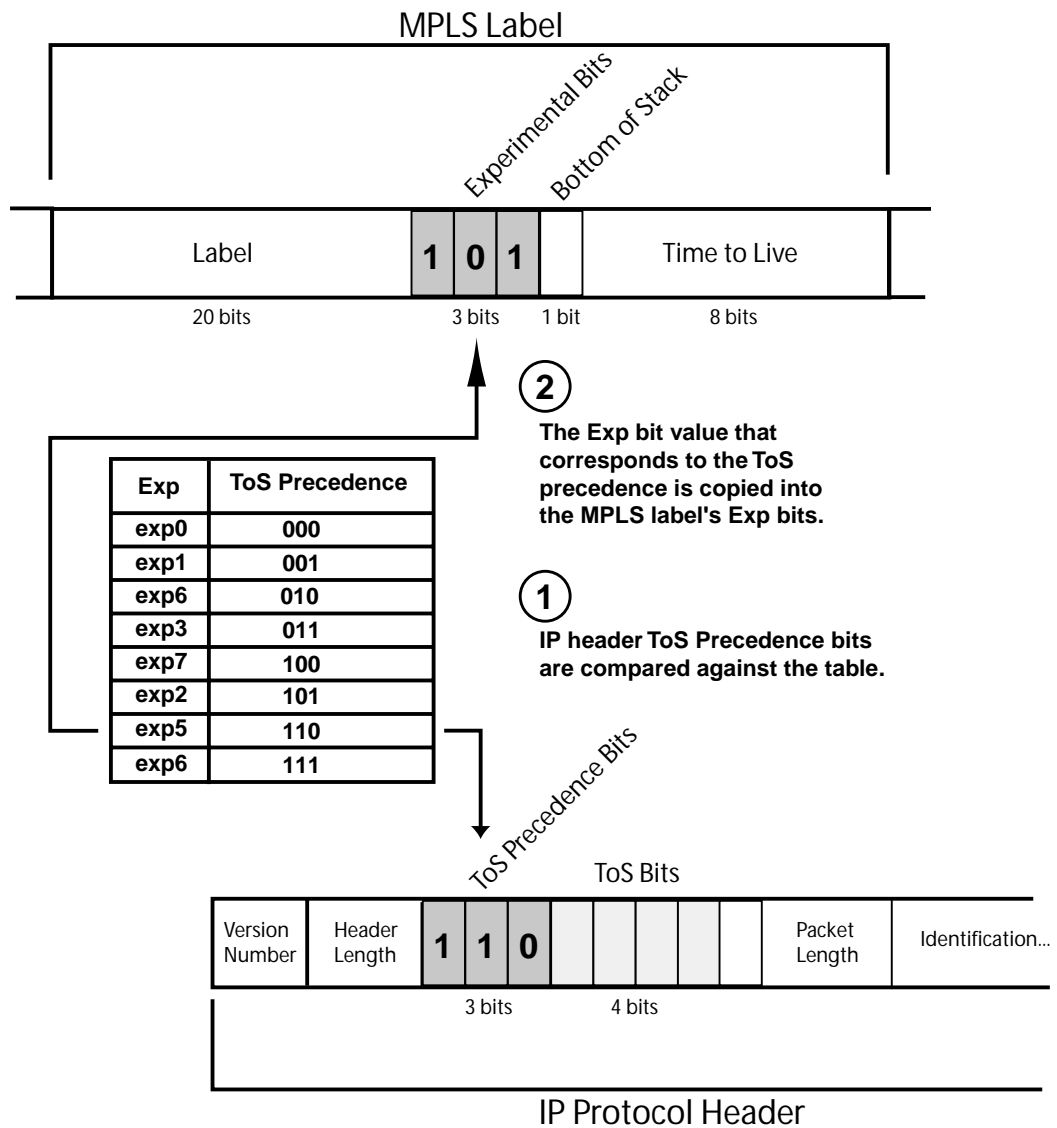 MPLS Label
Experimental Bits
Bottom of Stack
Label
1 0 1
Time to Live
20 bits
3 bits
1 bit
8 bits
2
The Exp bit value that
corresponds to the ToS
precedence is copied into
the MPLS label's Exp bits.
Exp ToS Precedence
exp0 000
exp1 001
exp6 010
exp3 011
exp7 100
exp2 101
exp5 110
exp6 111
1
IP header ToS Precedence bits
are compared against the table.
ToS Precedence Bits
ToS Bits
Version
Number
Header
Length
1 1 0
Packet
Length
Identification...
3 bits
4 bits
IP Protocol Header